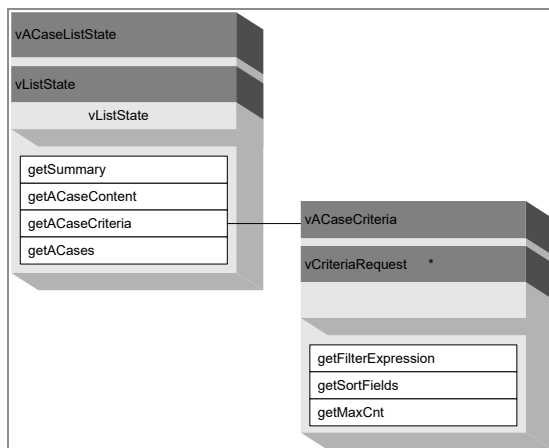 vACaseListState
vListState
vListState
getSummary
getACaseContent
getACaseCriteria
getACases
vACaseCriteria
vCriteriaRequest *
getFilterExpression
getSortFields
getMaxCnt